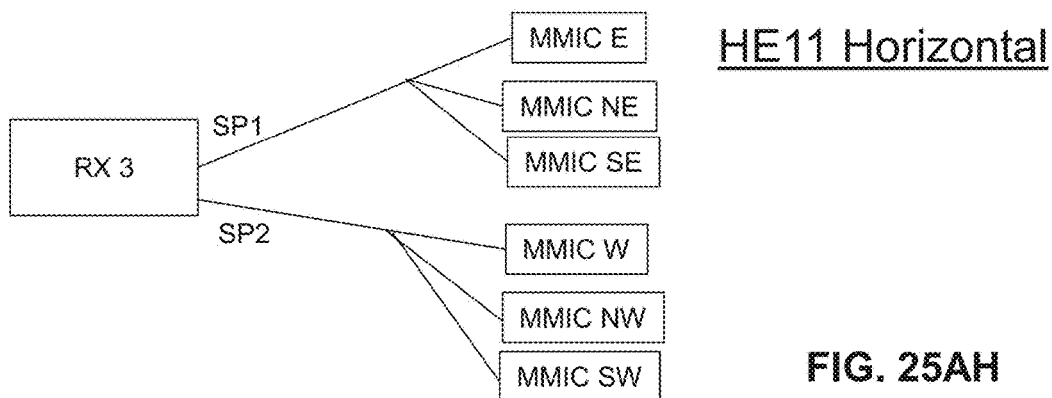 HE11 Horizontal
RX 3
SP1
SP2
MMIC E
MMIC NE
MMIC SE
MMIC W
MMIC NW
MMIC SW
FIG. 25AH